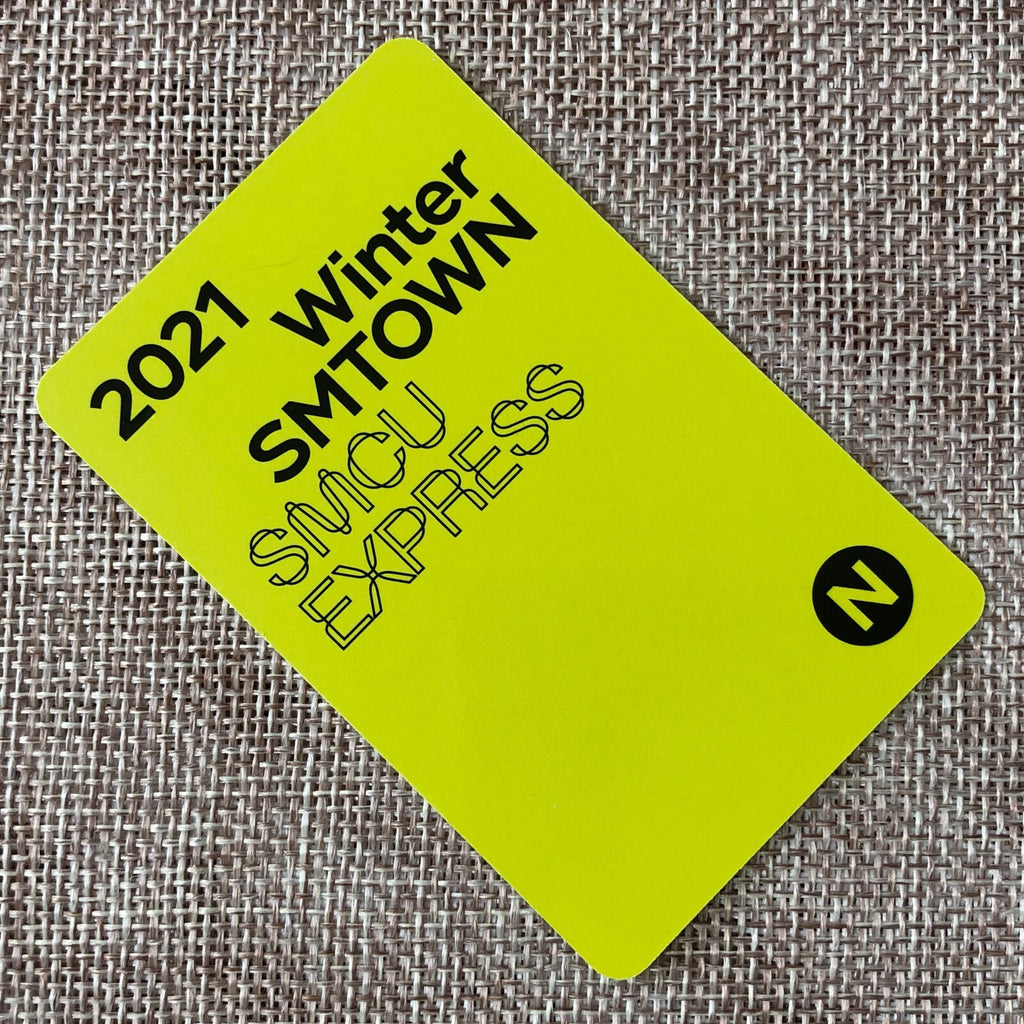 2021 Winter
SMTOWN
SMCU
EXPRESS
N